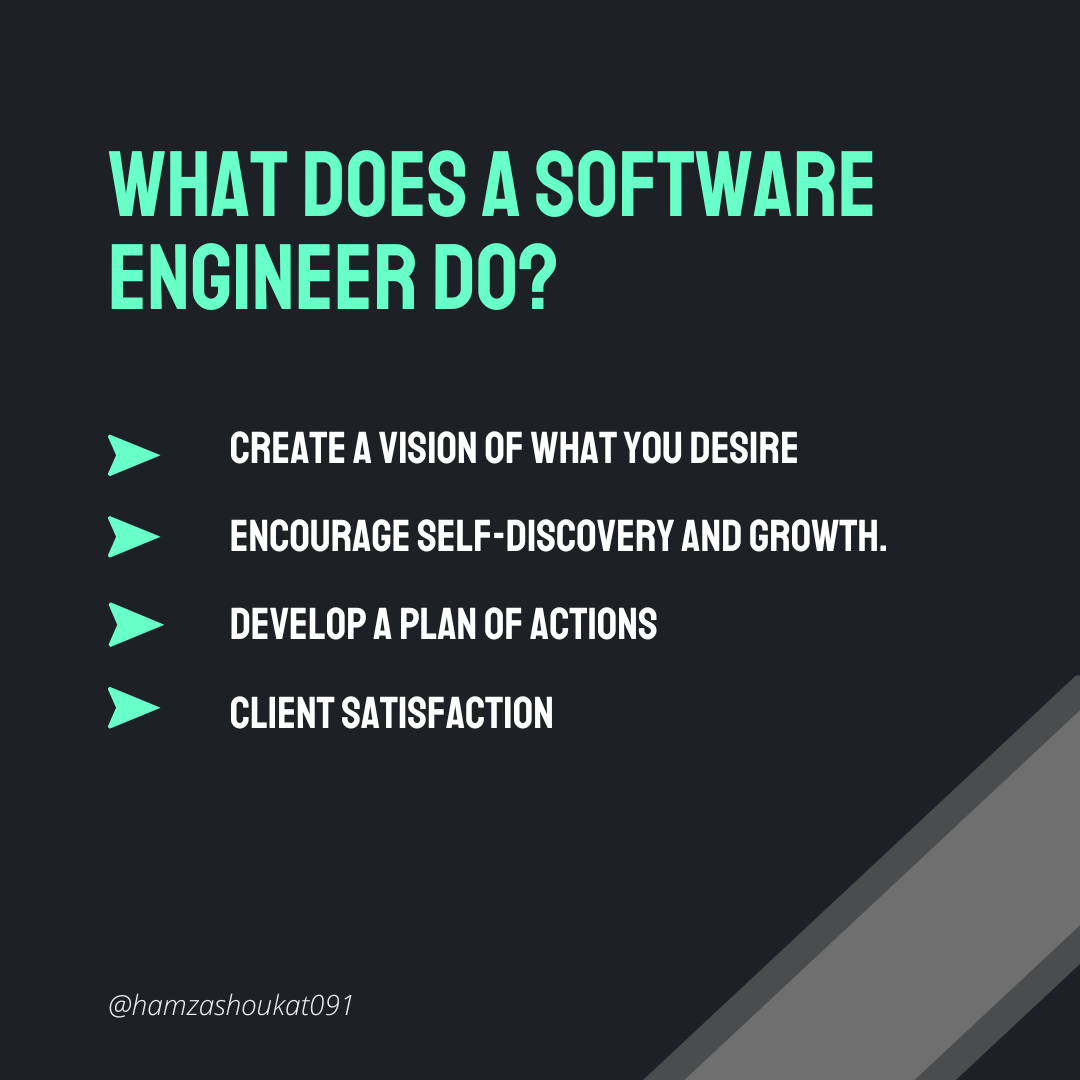 WHAT DOES A SOFTWARE
ENGINEER DO?
CREATE A VISION OF WHAT YOU DESIRE
ENCOURAGE SELF-DISCOVERY AND GROWTH.
DEVELOP A PLAN OF ACTIONS
CLIENT SATISFACTION
@hamzashoukat091